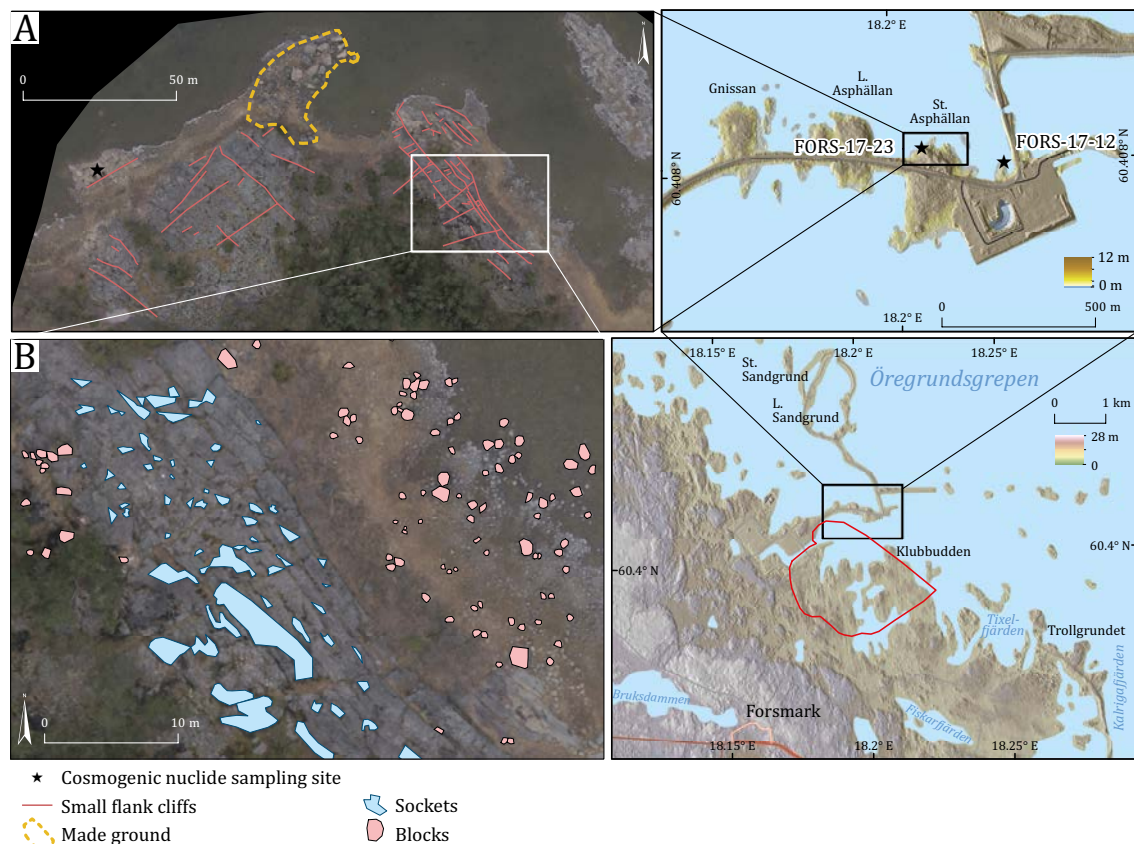 A
N
0
50 m
18.2° E
Gnissan
L.
Asphällan
St.
Asphällan
FORS-17-23
FORS-17-12
60.408° N
60.408° N
12 m
0 m
18.2° E
0
500 m
B
N
0
10 m
18.15° E
18.2° E
18.25° E
St.
Sandgrund
Öregrundsgrepen
L.
Sandgrund
0
1 km
28 m
0
Klubbudden
60.4° N
60.4° N
Tixel-
fjärden
Trollgrundet
Kalrigafjärden
Bruksdammen
Forsmark
Fiskarfjärden
18.15° E
18.2° E
18.25° E
Cosmogenic nuclide sampling site
Small flank cliffs
Sockets
Made ground
Blocks